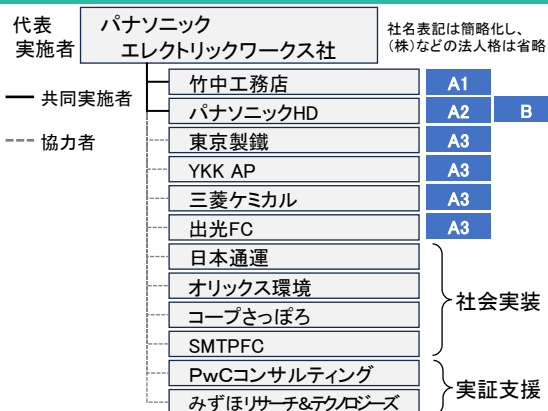 代表
実施者
パナソニック
エレクトリックワークス社
社名表記は簡略化し、
(株)などの法人格は省略
共同実施者
協力者
竹中工務店 A1
パナソニックHD A2 B
東京製鐵 A3
YKK AP A3
三菱ケミカル A3
出光FC A3
日本通運
オリックス環境
コープさっぽろ
SMTPFC
社会実装
PwCコンサルティング
みずほリサーチ&テクノロジーズ
実証支援